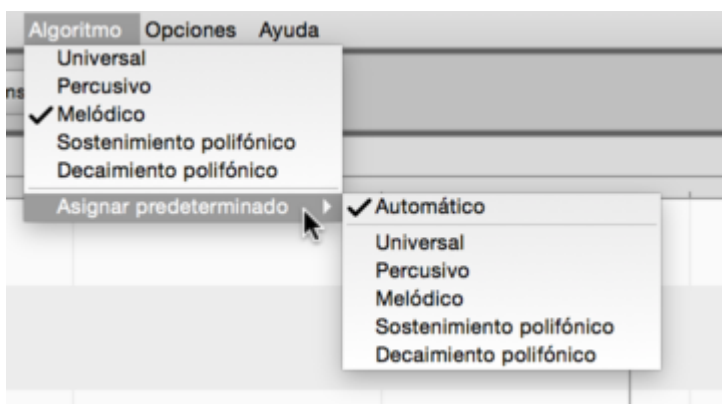 Algoritmo Opciones Ayuda
Universal
Percusivo
ns
Melódico
Sostenimiento polifónico
Decaimiento polifónico
Asignar predeterminado
Automático
Universal
Percusivo
Melódico
Sostenimiento polifónico
Decaimiento polifónico